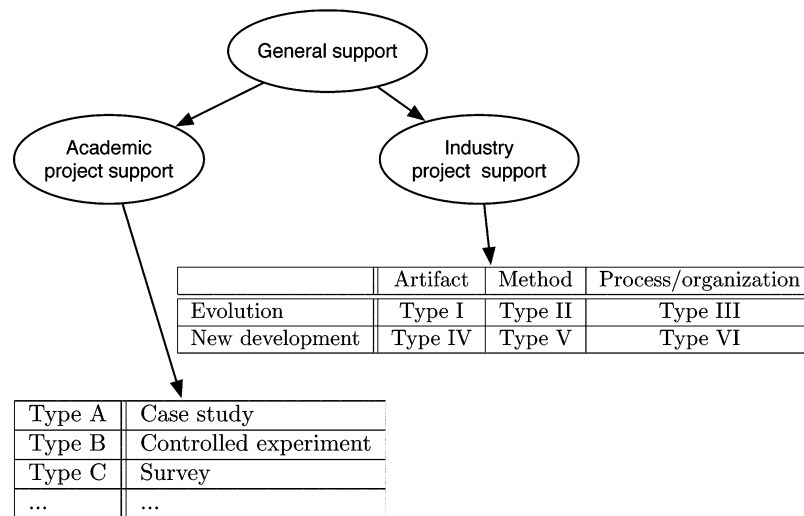 General support
Academic
project support
Industry
project support
Artifact Method Process/organization
Evolution Type I Type II Type III
New development Type IV Type V Type VI
Type A Case study
Type B Controlled experiment
Type C Survey
... ...